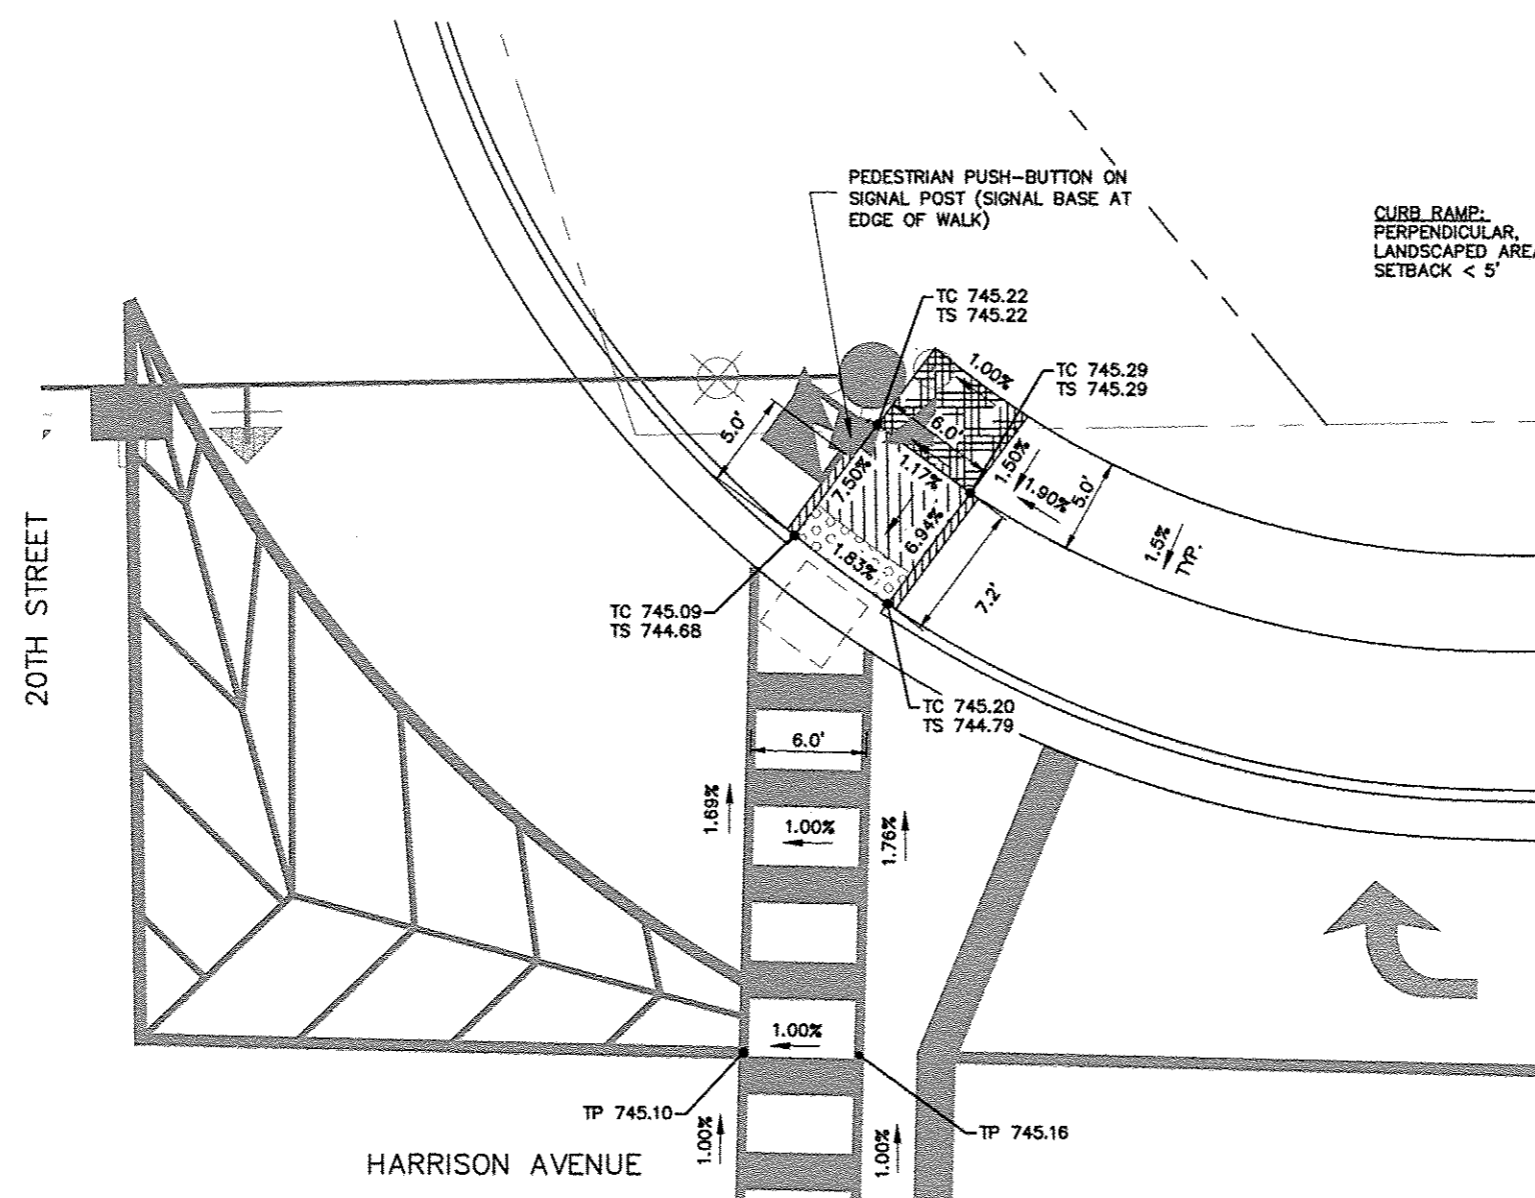 PEDESTRIAN PUSH-BUTTON ON
SIGNAL POST (SIGNAL BASE AT
EDGE OF WALK)
CURB RAMP:
PERPENDICULAR,
LANDSCAPED AREA
SETBACK < 5'
TC 745.22
TS 745.22
1.00%
TC 745.29
TS 745.29
5.0'
6.0'
7.50%
1.17%
1.50%
1.90%
5.0'
6.94%
1.83%
1.5%
TYP.
7.2'
TC 745.09
TS 744.68
20TH STREET
TC 745.20
TS 744.79
6.0'
1.69%
1.00%
1.76%
1.00%
TP 745.10
TP 745.16
1.00%
1.00%
HARRISON AVENUE